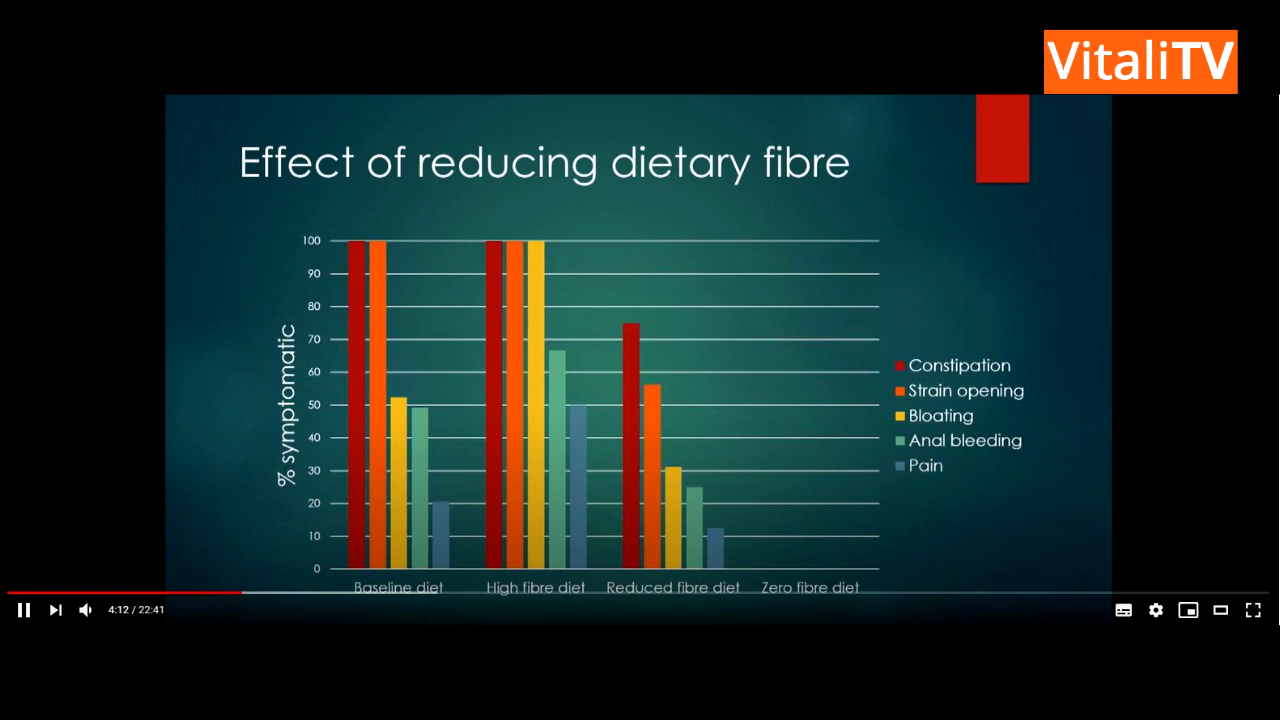 VitaliTV
Effect of reducing dietary fibre
100
90
80
70
60
50
40
30
20
10
0
% symptomatic
Constipation
Strain opening
Bloating
Anal bleeding
Pain
Baseline diet
High fibre diet
Reduced fibre diet
Zero fibre diet
4:12 / 22:41